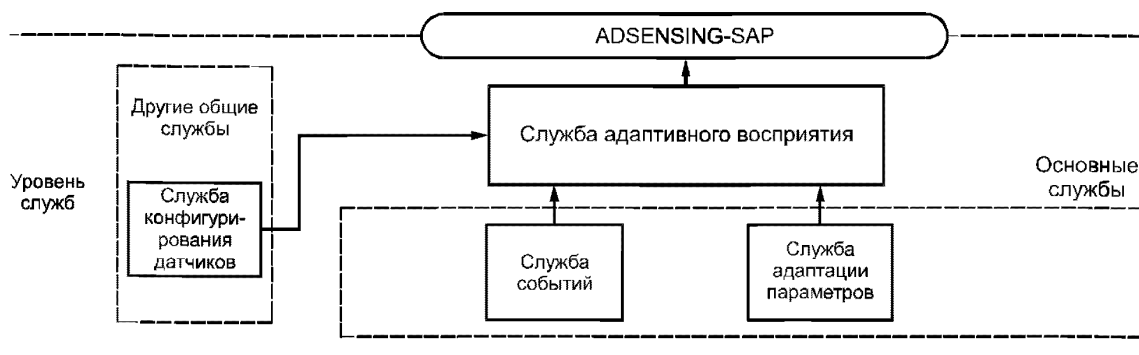 ADSENSING-SAP
Другие общие
службы
Служба адаптивного восприятия
Уровень
служб
Основные
службы
Служба
конфигури-
рования
датчиков
Служба
событий
Служба
адаптации
параметров